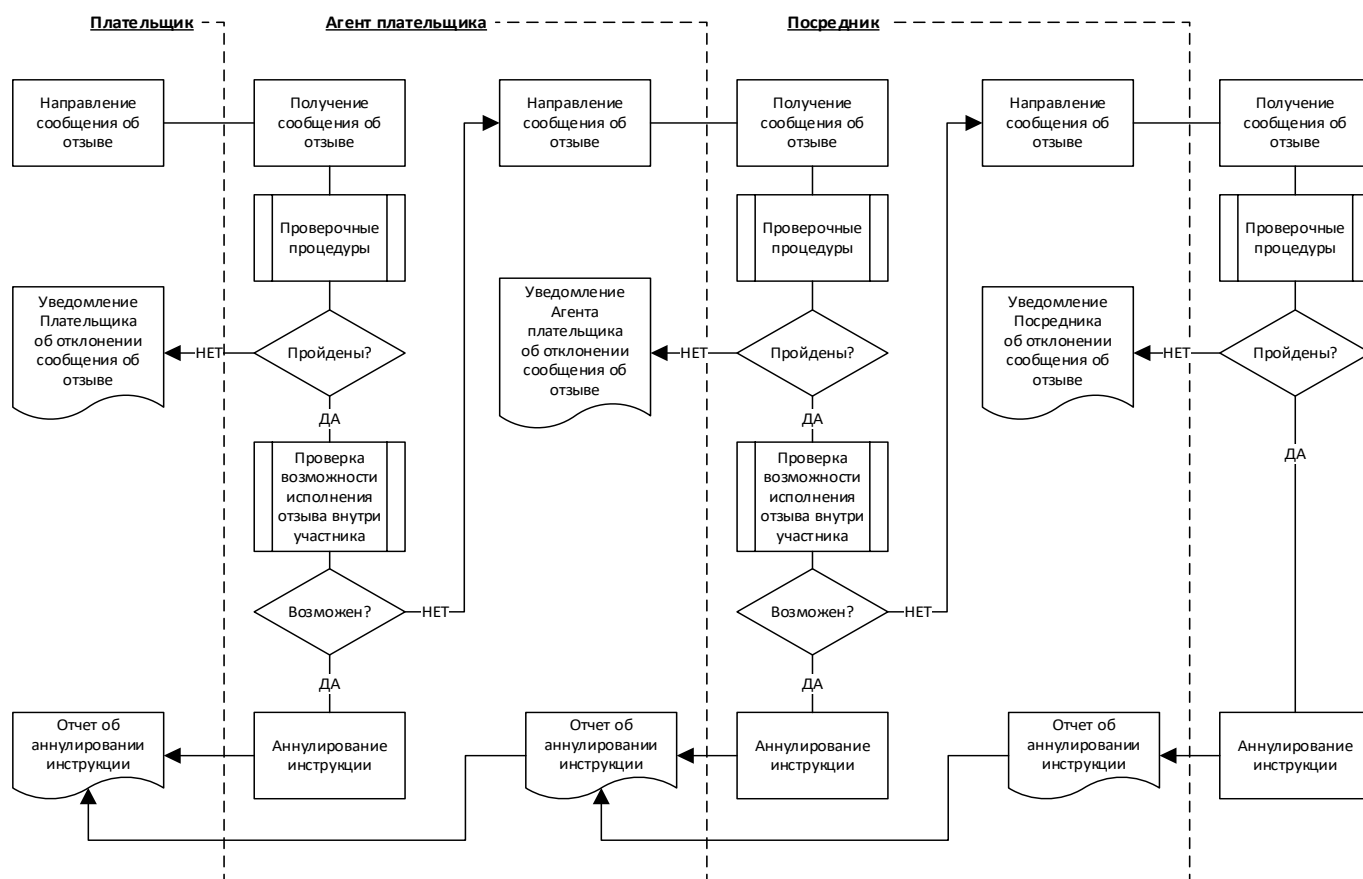 Плательщик
Агент плательщика
Посредник
Направление
сообщения об
отзыве
Получение
сообщения об
отзыве
Направление
сообщения об
отзыве
Получение
сообщения об
отзыве
Направление
сообщения об
отзыве
Получение
сообщения об
отзыве
Проверочные
процедуры
Проверочные
процедуры
Проверочные
процедуры
Уведомление
Плательщика
об отклонении
сообщения об
отзыве
НЕТ
Пройдены?
Уведомление
Агента
плательщика
об отклонении
сообщения об
отзыве
НЕТ
Пройдены?
Уведомление
Посредника
об отклонении
сообщения об
отзыве
НЕТ
Пройдены?
ДА
ДА
ДА
Проверка
возможности
исполнения
отзыва внутри
участника
Проверка
возможности
исполнения
отзыва внутри
участника
Возможен?
НЕТ
Возможен?
НЕТ
ДА
ДА
Отчет об
аннулировании
инструкции
Аннулирование
инструкции
Отчет об
аннулировании
инструкции
Аннулирование
инструкции
Отчет об
аннулировании
инструкции
Аннулирование
инструкции